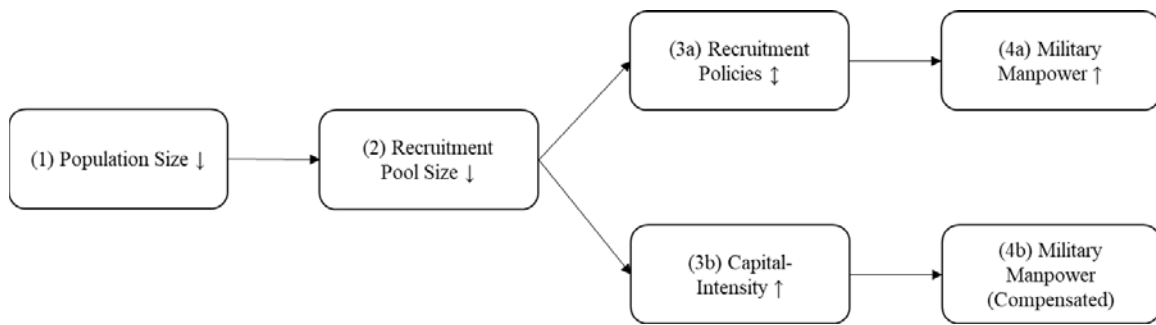 (1) Population Size ↓
(2) Recruitment
Pool Size ↓
(3a) Recruitment
Policies ↕
(4a) Military
Manpower ↑
(3b) Capital-
Intensity ↑
(4b) Military
Manpower
(Compensated)